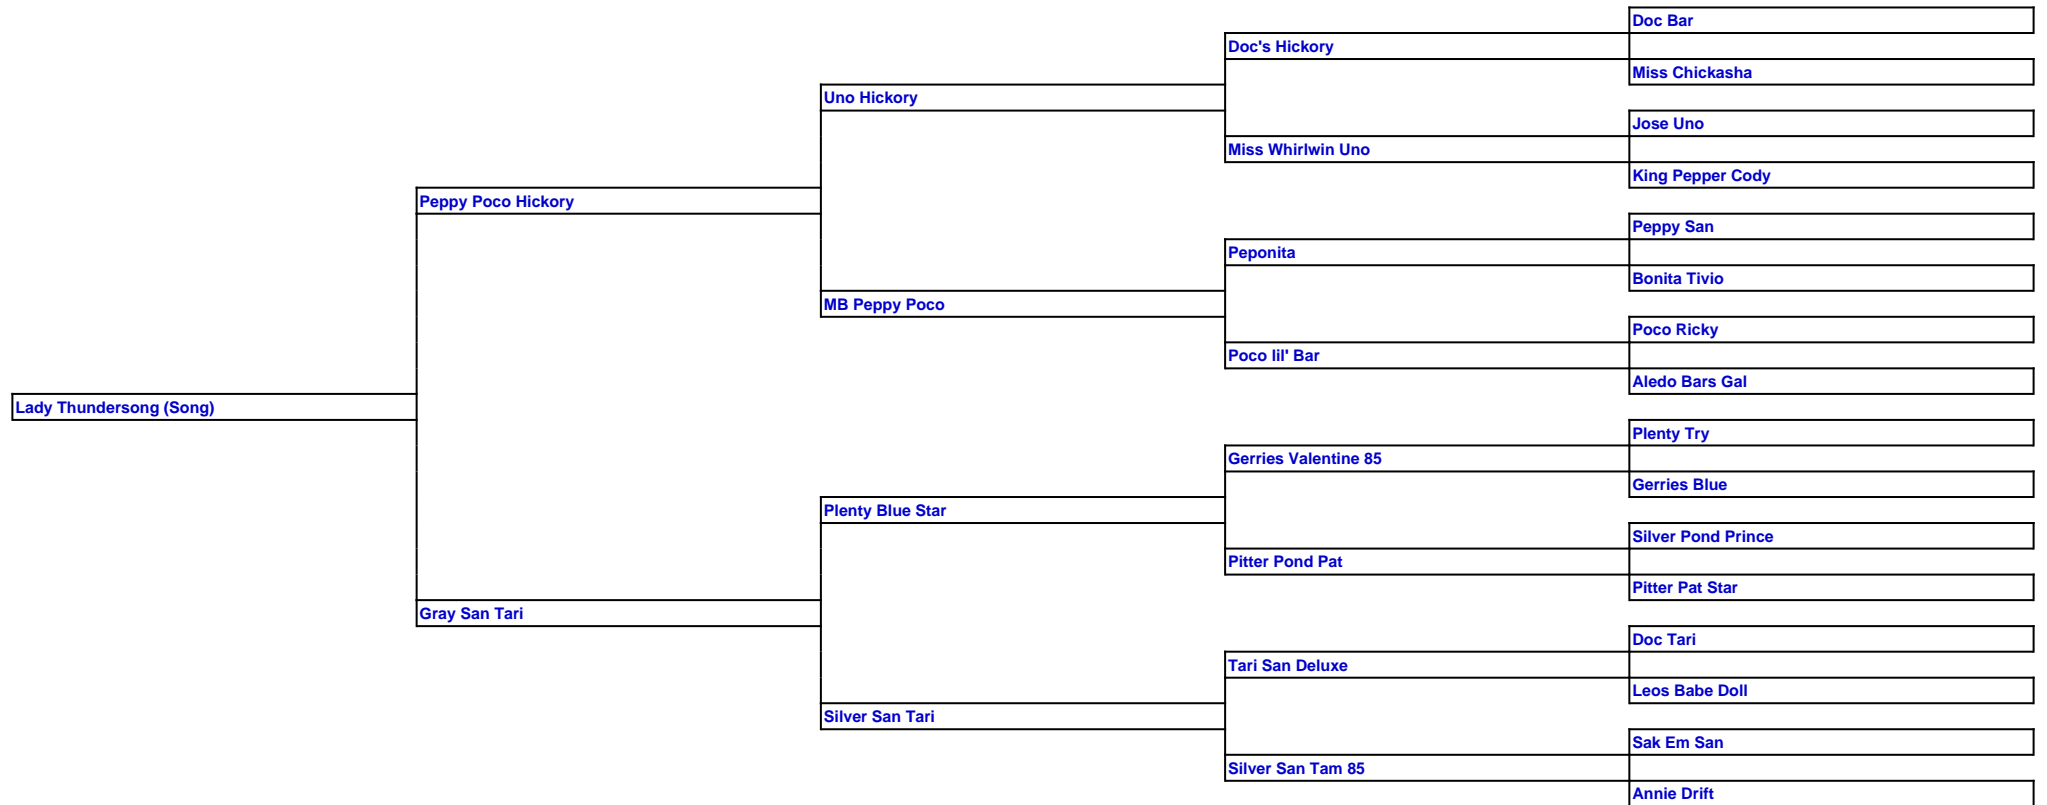 Doc Bar
Doc's Hickory
Miss Chickasha
Uno Hickory
Jose Uno
Miss Whirlwin Uno
King Pepper Cody
Peppy Poco Hickory
Peppy San
Peponita
Bonita Tivio
MB Peppy Poco
Poco Ricky
Poco lil' Bar
Aledo Bars Gal
Lady Thundersong (Song)
Plenty Try
Gerries Valentine 85
Gerries Blue
Plenty Blue Star
Silver Pond Prince
Pitter Pond Pat
Pitter Pat Star
Gray San Tari
Doc Tari
Tari San Deluxe
Leos Babe Doll
Silver San Tari
Sak Em San
Silver San Tam 85
Annie Drift